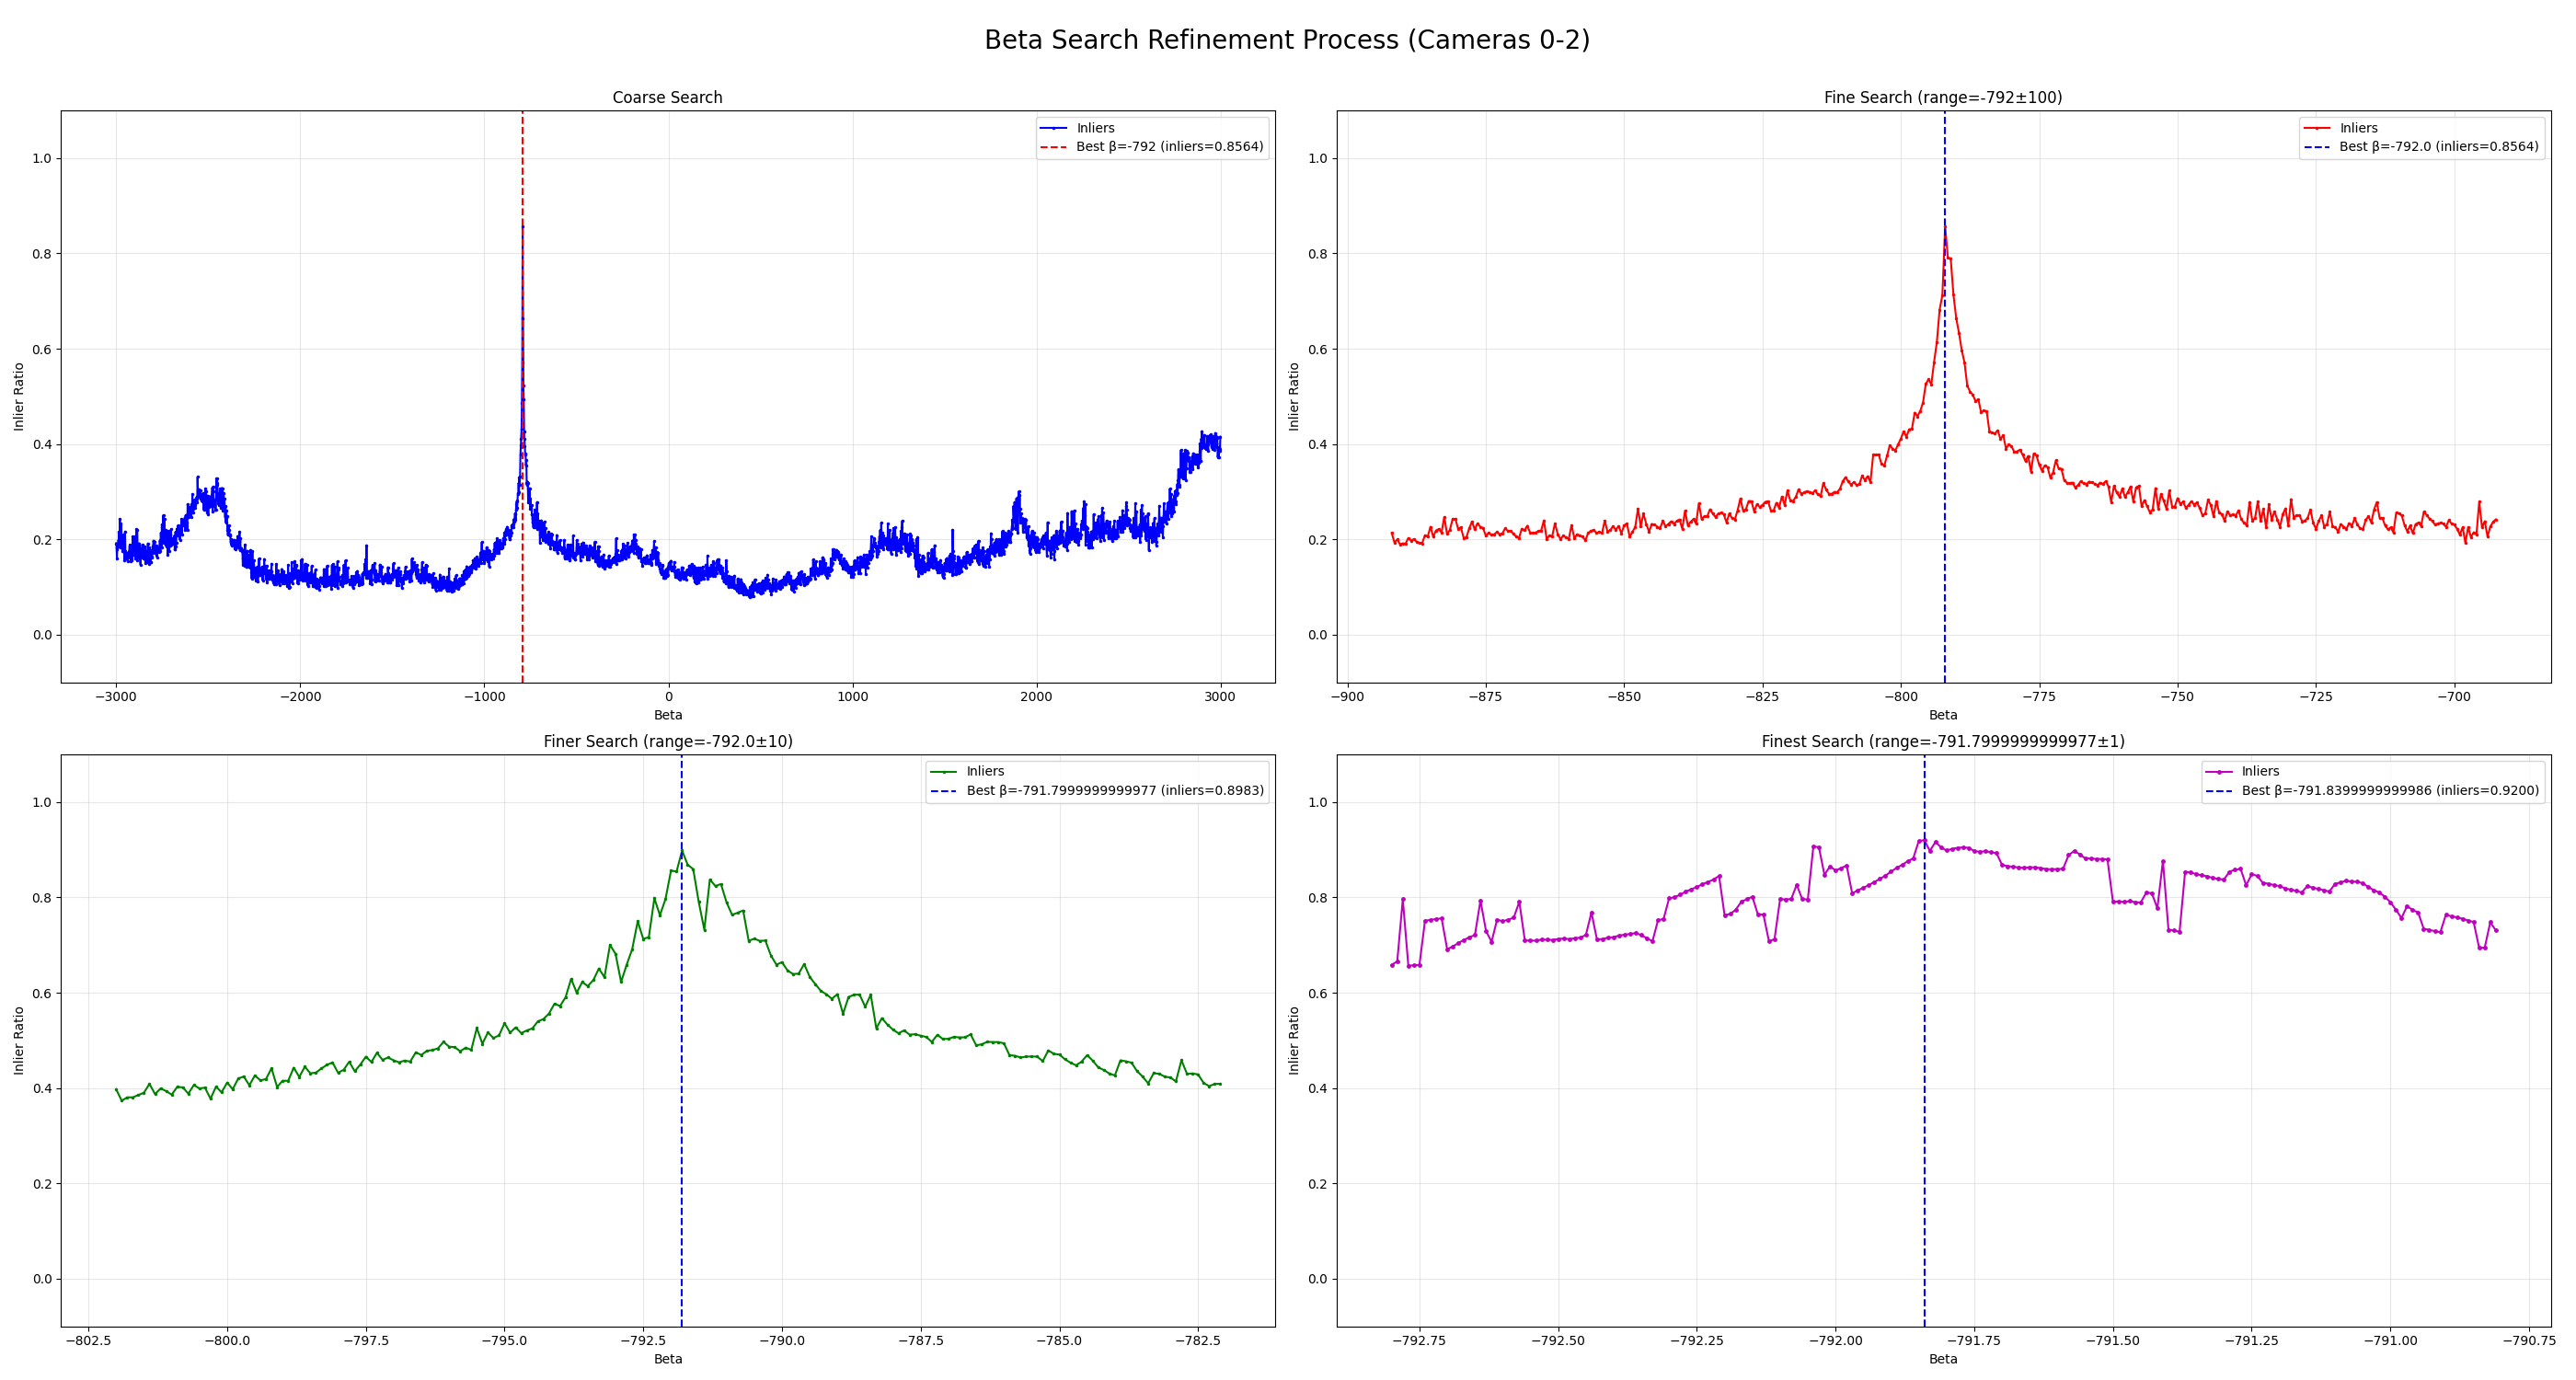 Beta Search Refinement Process (Cameras 0-2)
Coarse Search
Inliers
Best β=-792 (inliers=0.8564)
1.0
0.8
0.6
0.4
0.2
0.0
Inlier Ratio
−3000 −2000 −1000 0 1000 2000 3000
Beta
Fine Search (range=-792±100)
Inliers
Best β=-792.0 (inliers=0.8564)
1.0
0.8
0.6
0.4
0.2
0.0
Inlier Ratio
−900 −875 −850 −825 −800 −775 −750 −725 −700
Beta
Finer Search (range=-792.0±10)
Inliers
Best β=-791.7999999999977 (inliers=0.8983)
1.0
0.8
0.6
0.4
0.2
0.0
Inlier Ratio
−802.5 −800.0 −797.5 −795.0 −792.5 −790.0 −787.5 −785.0 −782.5
Beta
Finest Search (range=-791.7999999999977±1)
Inliers
Best β=-791.8399999999986 (inliers=0.9200)
1.0
0.8
0.6
0.4
0.2
0.0
Inlier Ratio
−792.75 −792.50 −792.25 −792.00 −791.75 −791.50 −791.25 −791.00 −790.75
Beta